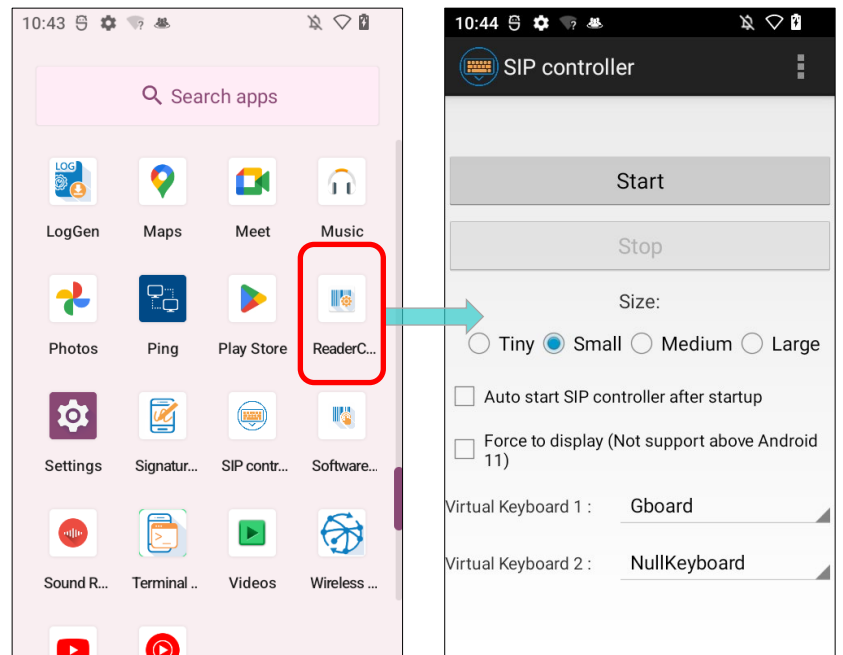 10:43 ?
Search apps
LOG
LogGen
Maps
Meet
Music
Photos
Ping
Play Store
ReaderC...
Settings
Signatur...
SIP contr...
Software...
Sound R...
Terminal ..
Videos
Wireless ...
10:44 ?
SIP controller
Start
Stop
Size:
Tiny Small Medium Large
Auto start SIP controller after startup
Force to display (Not support above Android
11)
Virtual Keyboard 1 : Gboard
Virtual Keyboard 2 : NullKeyboard